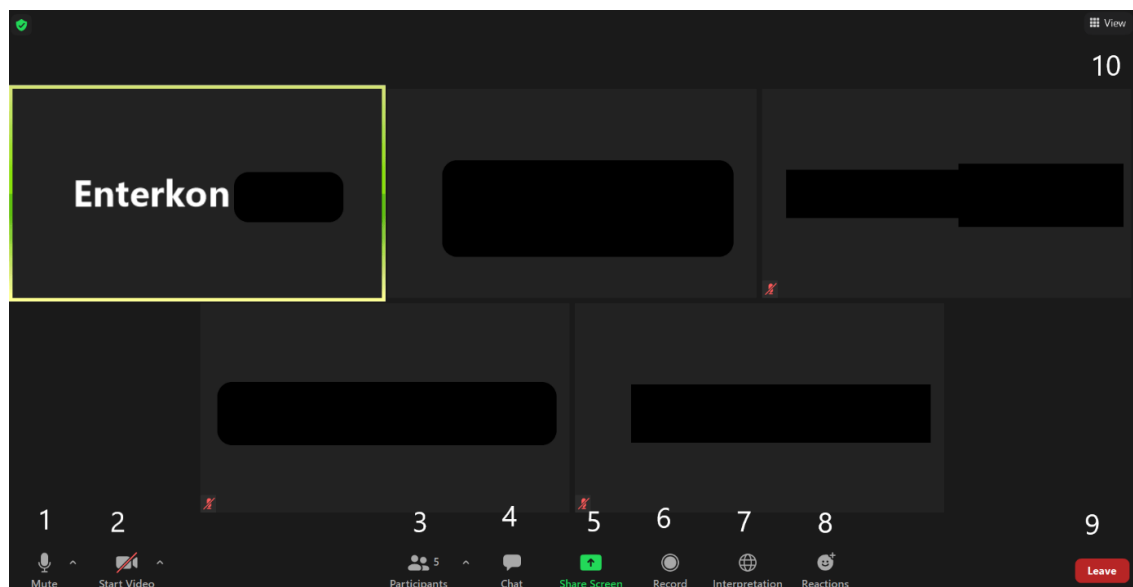 View
10
Enterkon
1 2 3 4 5 6 7 8 9
5
Mute Start Video Participants Chat Share Screen Record Interpretation Reactions Leave